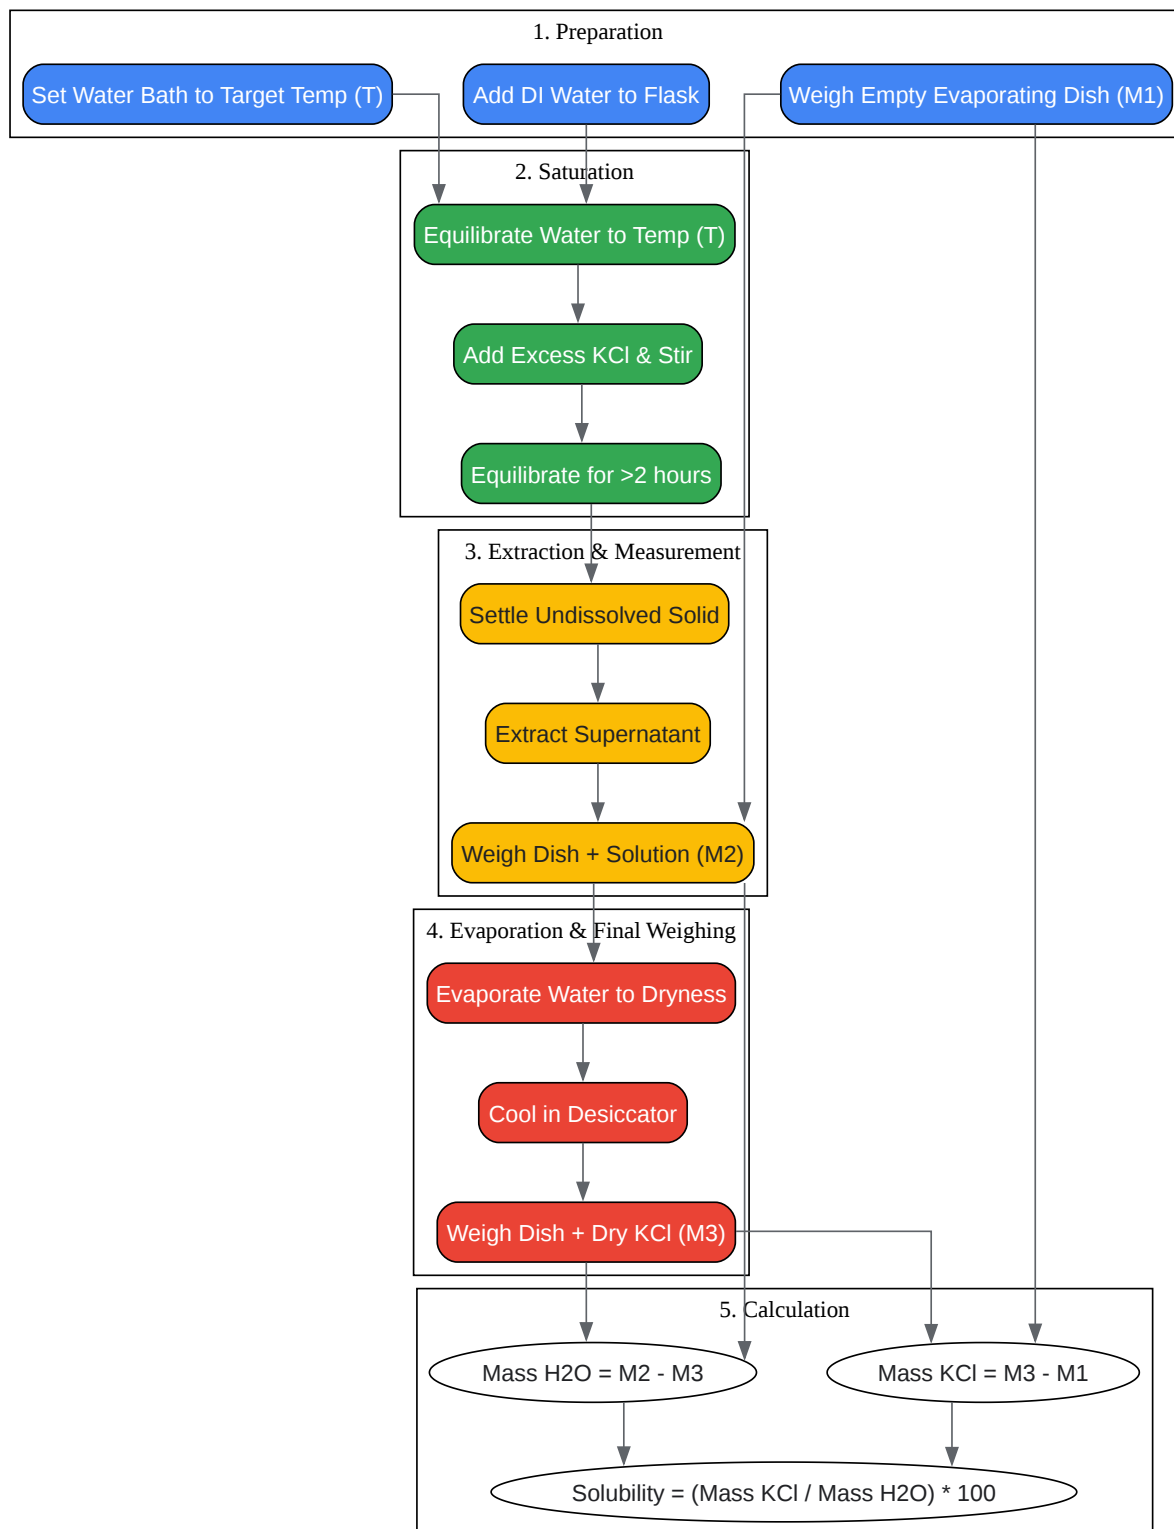 1. Preparation
Set Water Bath to Target Temp (T)
Add DI Water to Flask
Weigh Empty Evaporating Dish (M1)
2. Saturation
Equilibrate Water to Temp (T)
Add Excess KCl & Stir
Equilibrate for >2 hours
3. Extraction & Measurement
Settle Undissolved Solid
Extract Supernatant
Weigh Dish + Solution (M2)
4. Evaporation & Final Weighing
Evaporate Water to Dryness
Cool in Desiccator
Weigh Dish + Dry KCl (M3)
5. Calculation
Mass H2O = M2 - M3
Mass KCl = M3 - M1
Solubility = (Mass KCl / Mass H2O) * 100